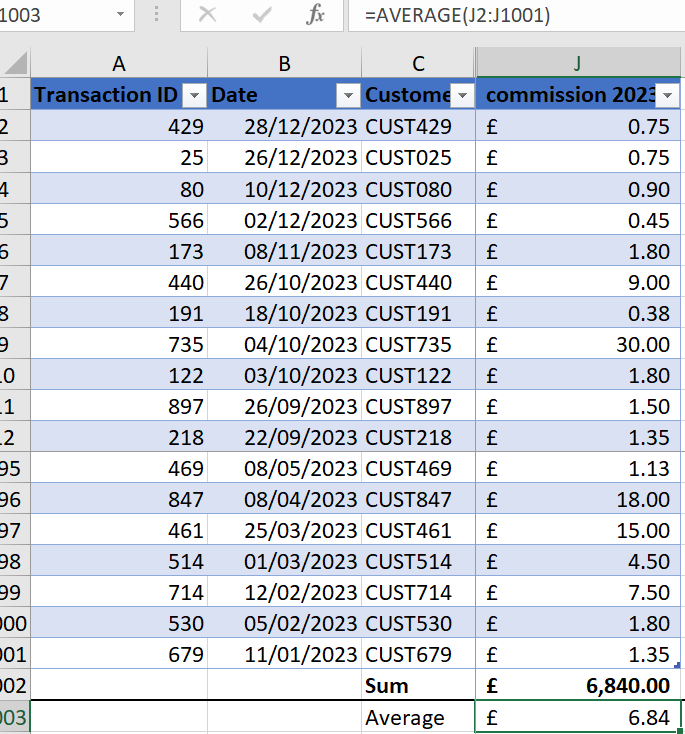 1003 fx =AVERAGE(J2:J1001)
A B C J
1 Transaction ID Date Custome commission 2023
2 429 28/12/2023 CUST429 £ 0.75
3 25 26/12/2023 CUST025 £ 0.75
4 80 10/12/2023 CUST080 £ 0.90
5 566 02/12/2023 CUST566 £ 0.45
6 173 08/11/2023 CUST173 £ 1.80
7 440 26/10/2023 CUST440 £ 9.00
8 191 18/10/2023 CUST191 £ 0.38
9 735 04/10/2023 CUST735 £ 30.00
.0 122 03/10/2023 CUST122 £ 1.80
.1 897 26/09/2023 CUST897 £ 1.50
.2 218 22/09/2023 CUST218 £ 1.35
95 469 08/05/2023 CUST469 £ 1.13
96 847 08/04/2023 CUST847 £ 18.00
97 461 25/03/2023 CUST461 £ 15.00
98 514 01/03/2023 CUST514 £ 4.50
99 714 12/02/2023 CUST714 £ 7.50
00 530 05/02/2023 CUST530 £ 1.80
01 679 11/01/2023 CUST679 £ 1.35
02 Sum £ 6,840.00
03 Average £ 6.84